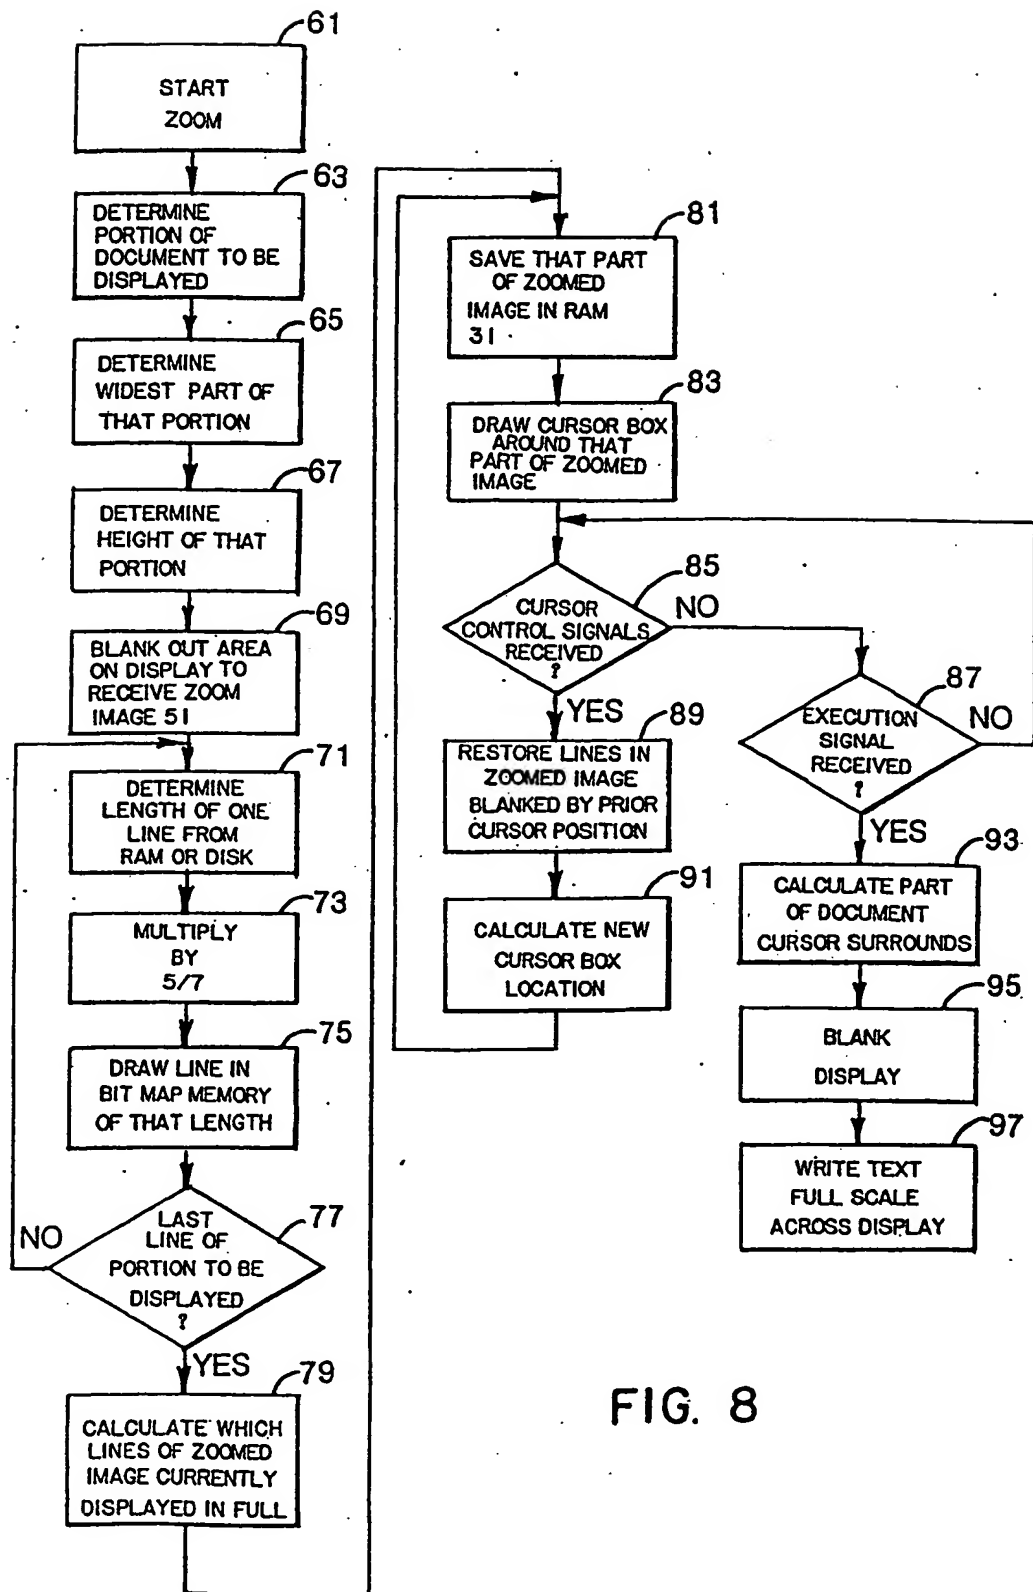 61
START
ZOOM
63
DETERMINE
PORTION OF
DOCUMENT TO BE
DISPLAYED
65
DETERMINE
WIDEST PART OF
THAT PORTION
67
DETERMINE
HEIGHT OF THAT
PORTION
69
BLANK OUT AREA
ON DISPLAY TO
RECEIVE ZOOM
IMAGE 51
71
DETERMINE
LENGTH OF ONE
LINE FROM
RAM OR DISK
73
MULTIPLY
BY
5/7
75
DRAW LINE IN
BIT MAP MEMORY
OF THAT LENGTH
77
LAST
LINE OF
PORTION TO BE
DISPLAYED
?
NO
YES
79
CALCULATE WHICH
LINES OF ZOOMED
IMAGE CURRENTLY
DISPLAYED IN FULL
81
SAVE THAT PART
OF ZOOMED
IMAGE IN RAM
31
83
DRAW CURSOR BOX
AROUND THAT
PART OF ZOOMED
IMAGE
85
CURSOR
CONTROL SIGNALS
RECEIVED
?
NO
YES
87
EXECUTION
SIGNAL
RECEIVED
?
NO
YES
89
RESTORE LINES IN
ZOOMED IMAGE
BLANKED BY PRIOR
CURSOR POSITION
91
CALCULATE NEW
CURSOR BOX
LOCATION
93
CALCULATE PART
OF DOCUMENT
CURSOR SURROUNDS
95
BLANK
DISPLAY
97
WRITE TEXT
FULL SCALE
ACROSS DISPLAY
FIG. 8